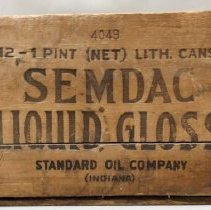 4049
12-1 PINT (NET) LITH. CANS
SEMDAC
LIQUID GLOSS
STANDARD OIL COMPANY
(INDIANA)